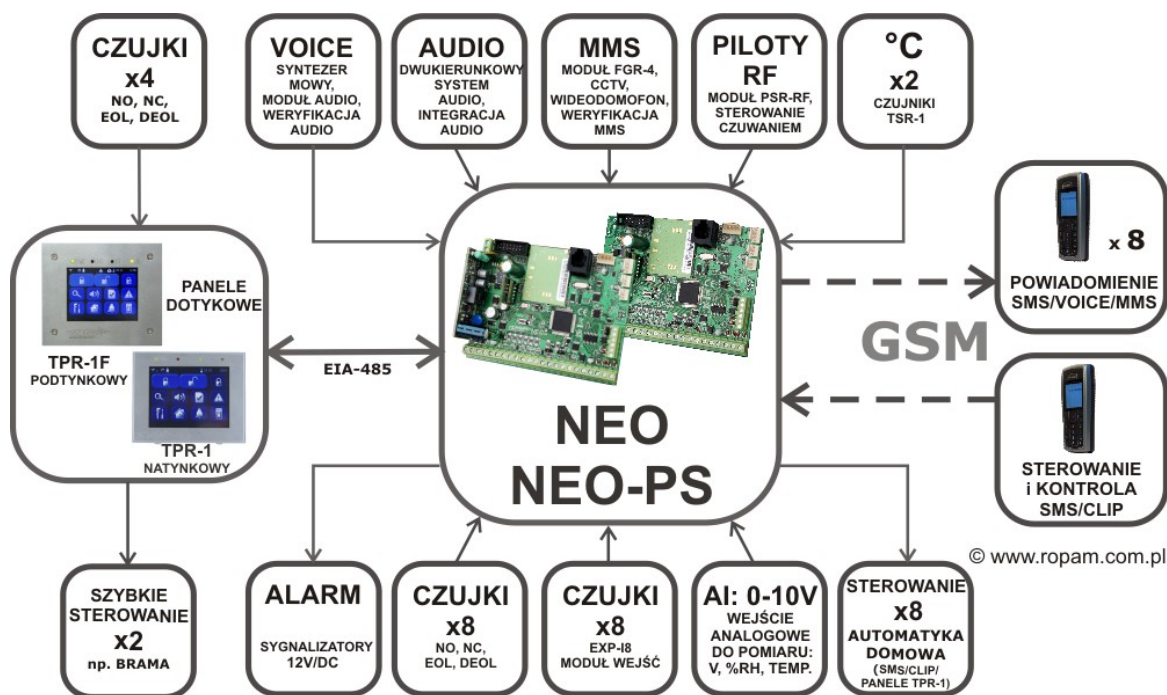 CZUJKI
x4
NO, NC,
EOL, DEOL
VOICE
SYNTEZER
MOWY,
MODUŁ AUDIO,
WERYFIKACJA
AUDIO
AUDIO
DWUKIERUNKOWY
SYSTEM
AUDIO,
INTEGRACJA
AUDIO
MMS
MODUŁ FGR-4,
CCTV,
WIDEODOMOFON,
WERYFIKACJA
MMS
PILOTY
RF
MODUŁ PSR-RF,
STEROWANIE
CZUWANIEM
°C
x2
CZUJNIKI
TSR-1
PANELE
DOTYKOWE
TPR-1F
PODTYNKOWY
TPR-1
NATYNKOWY
EIA-485
NEO
NEO-PS
GSM
x 8
POWIADOMIENIE
SMS/VOICE/MMS
STEROWANIE
i KONTROLA
SMS/CLIP
© www.ropam.com.pl
SZYBKIE
STEROWANIE
x2
np. BRAMA
ALARM
SYGNALIZATORY
12V/DC
CZUJKI
x8
NO, NC,
EOL, DEOL
CZUJKI
x8
EXP-I8
MODUŁ WEJŚĆ
AI: 0-10V
WEJŚCIE
ANALOGOWE
DO POMIARU:
V, %RH, TEMP.
STEROWANIE
x8
AUTOMATYKA
DOMOWA
(SMS/CLIP/
PANELE TPR-1)